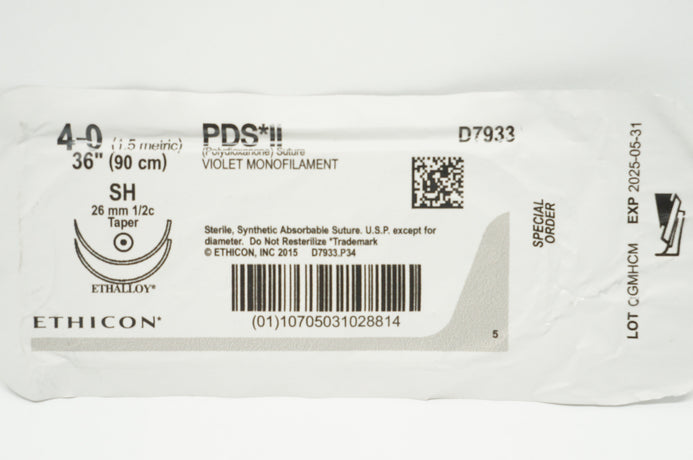 4-0 (1.5 metric)
36" (90 cm)
SH
26 mm 1/2c
Taper
ETHALLOY*
ETHICON*
PDS*II
(Polydioxanone) Suture
VIOLET MONOFILAMENT
D7933
Sterile, Synthetic Absorbable Suture. U.S.P. except for
diameter. Do Not Resterilize *Trademark
© ETHICON, INC 2015 D7933.P34
(01)10705031028814
5
SPECIAL
ORDER
LOT QGMHCM EXP 2025-05-31